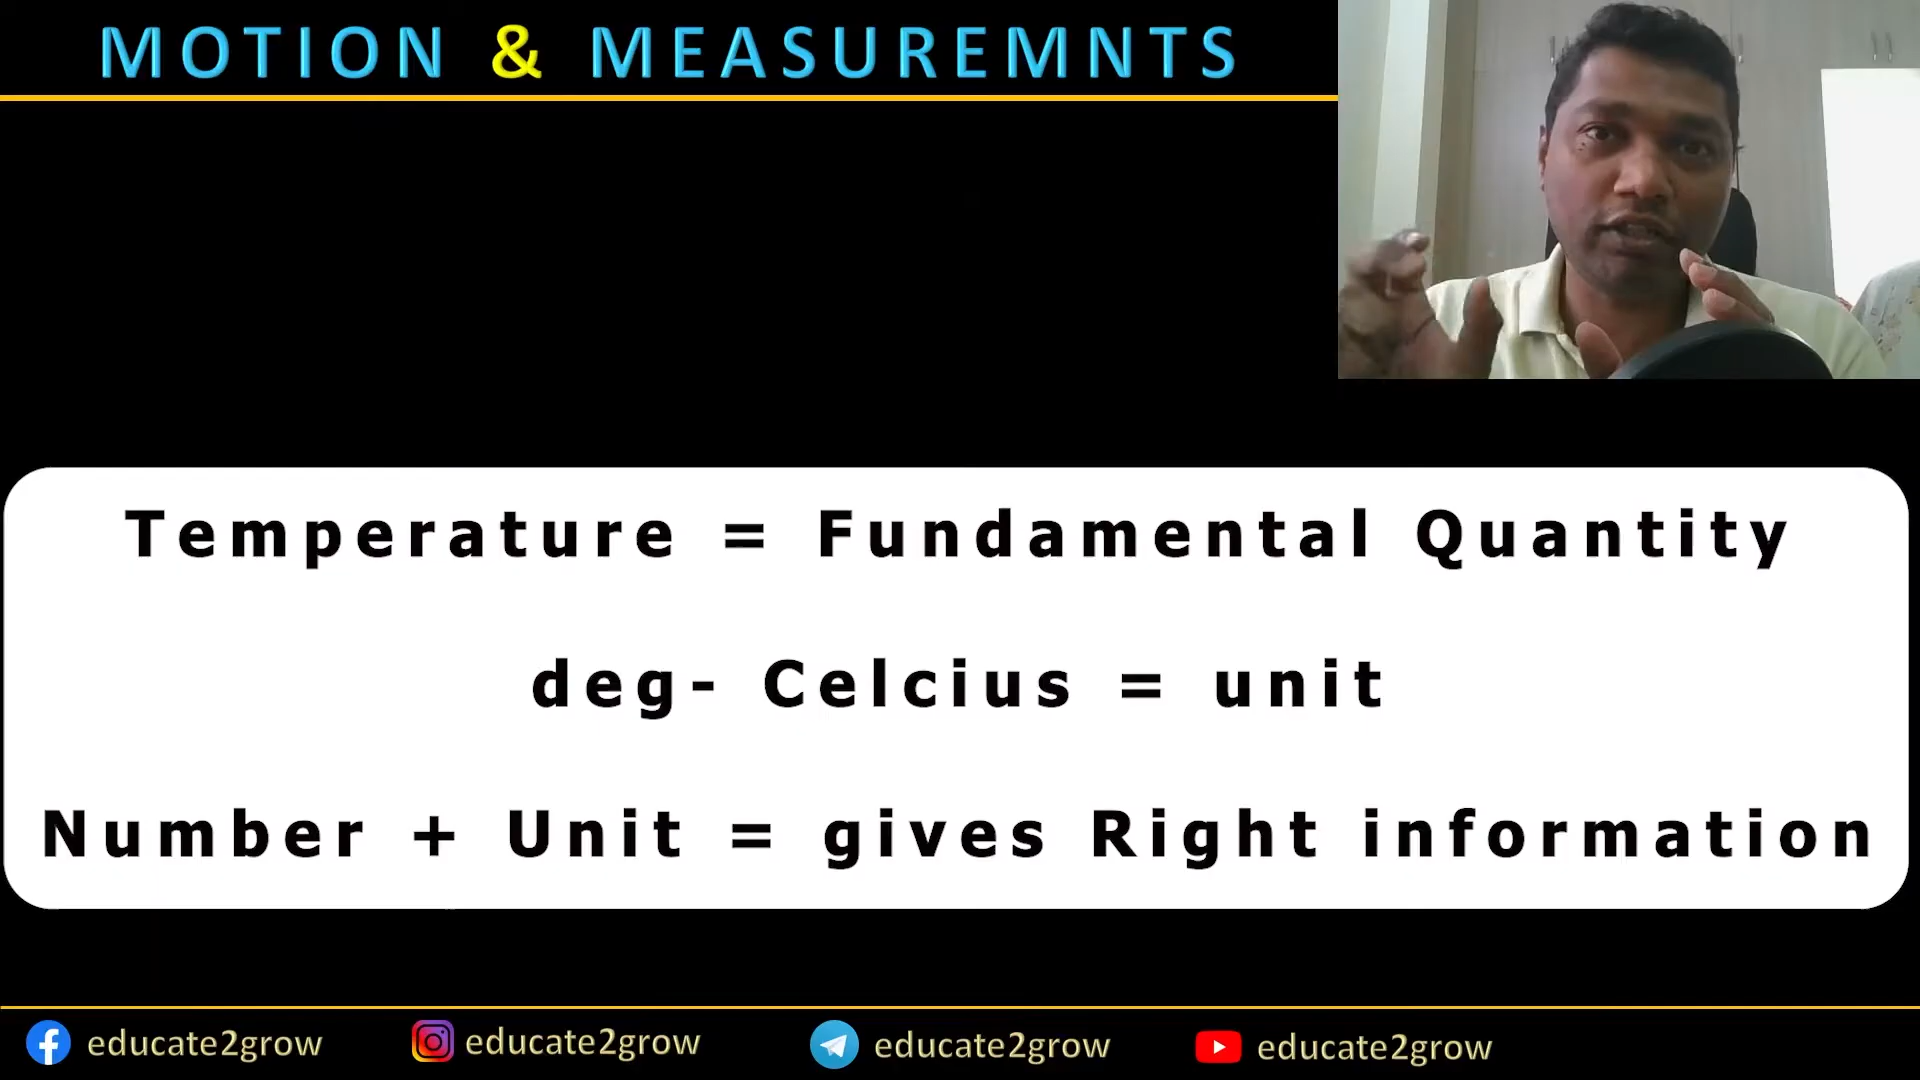 MOTION & MEASUREMNTS
Temperature = Fundamental Quantity
deg- Celcius = unit
Number + Unit = gives Right information
educate2grow educate2grow educate2grow educate2grow